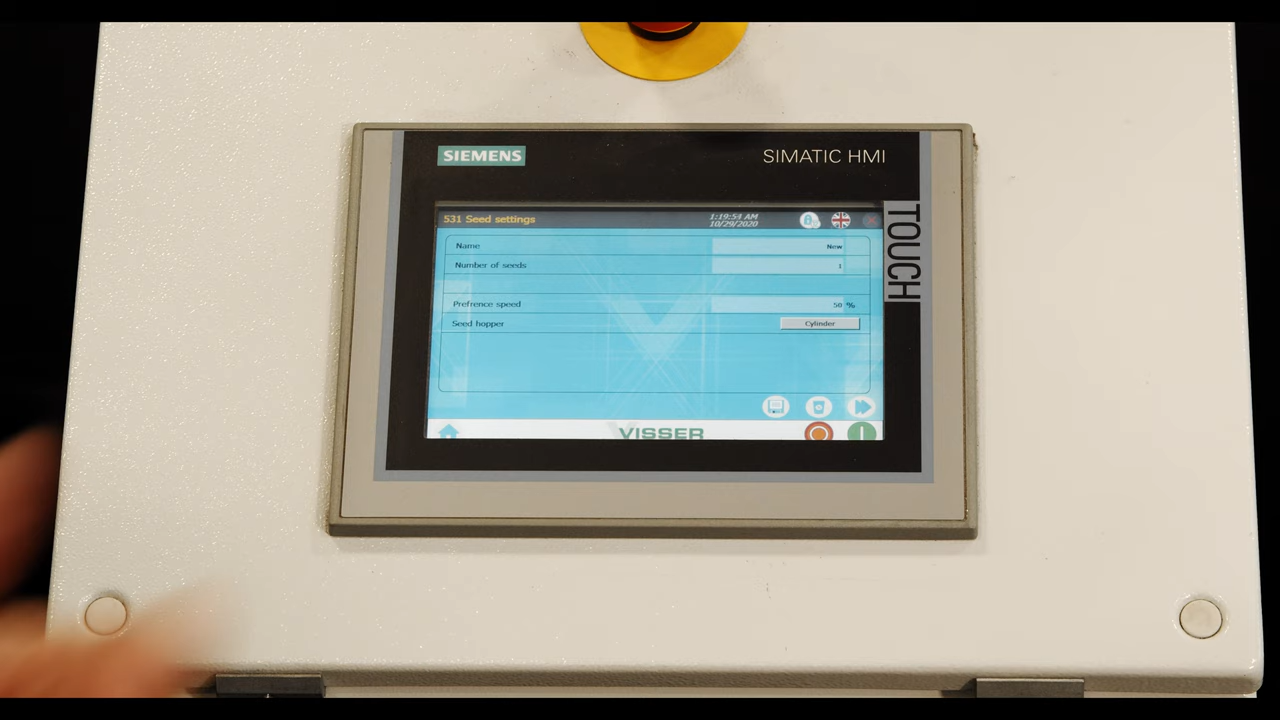 SIEMENS
SIMATIC HMI
TOUCH
531 Seed settings
1:19:54 AM
10/29/2020
Name New
Number of seeds 1
Prefrence speed 50 %
Seed hopper Cylinder
VISSER